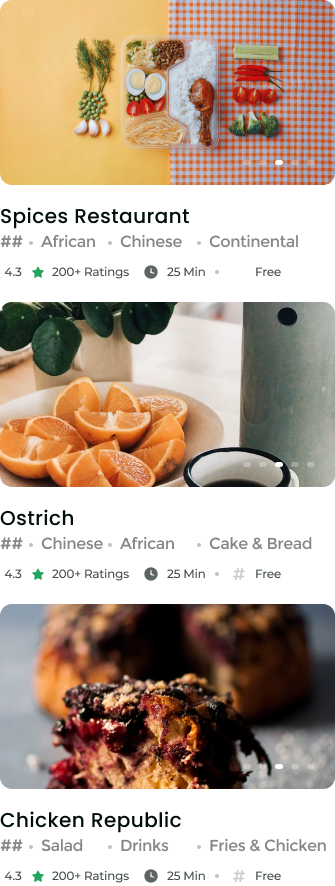 Spices Restaurant
## • African • Chinese • Continental
4.3 200+ Ratings 25 Min • Free
Ostrich
## • Chinese • African • Cake & Bread
4.3 200+ Ratings 25 Min • # Free
Chicken Republic
## • Salad • Drinks • Fries & Chicken
4.3 200+ Ratings 25 Min • # Free